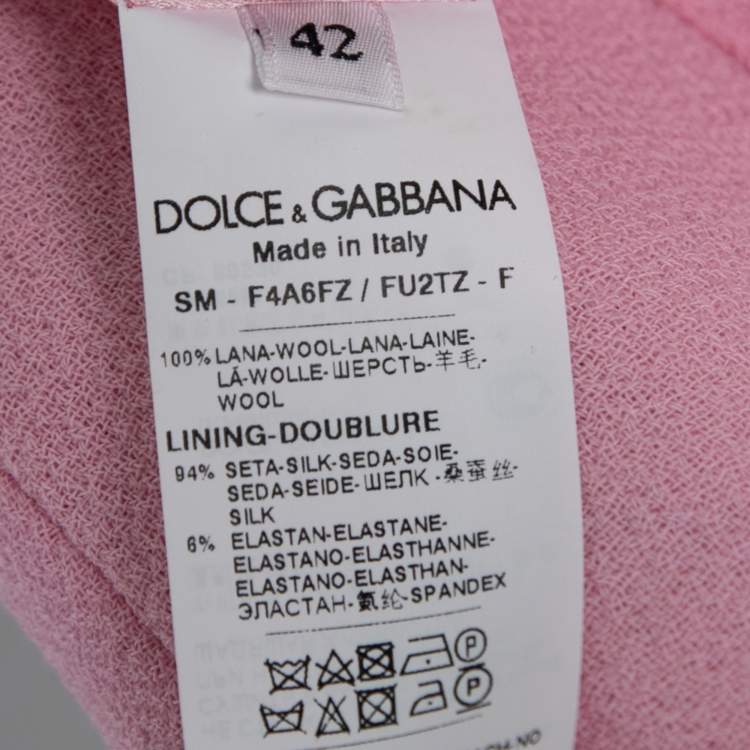 42
DOLCE & GABBANA
Made in Italy
SM - F4A6FZ / FU2TZ - F
100% LANA-WOOL-LANA-LAINE-
LÃ-WOLLE-ШЕРСТЬ-羊毛-
WOOL
LINING-DOUBLURE
94% SETA-SILK-SEDA-SOIE-
SEDA-SEIDE-ШЕЛК -桑蚕丝-
SILK
6% ELASTAN-ELASTANE-
ELASTANO-ELASTHANNE-
ELASTANO-ELASTHAN-
ЭЛАСТАН-氨纶-SPANDEX
P
P